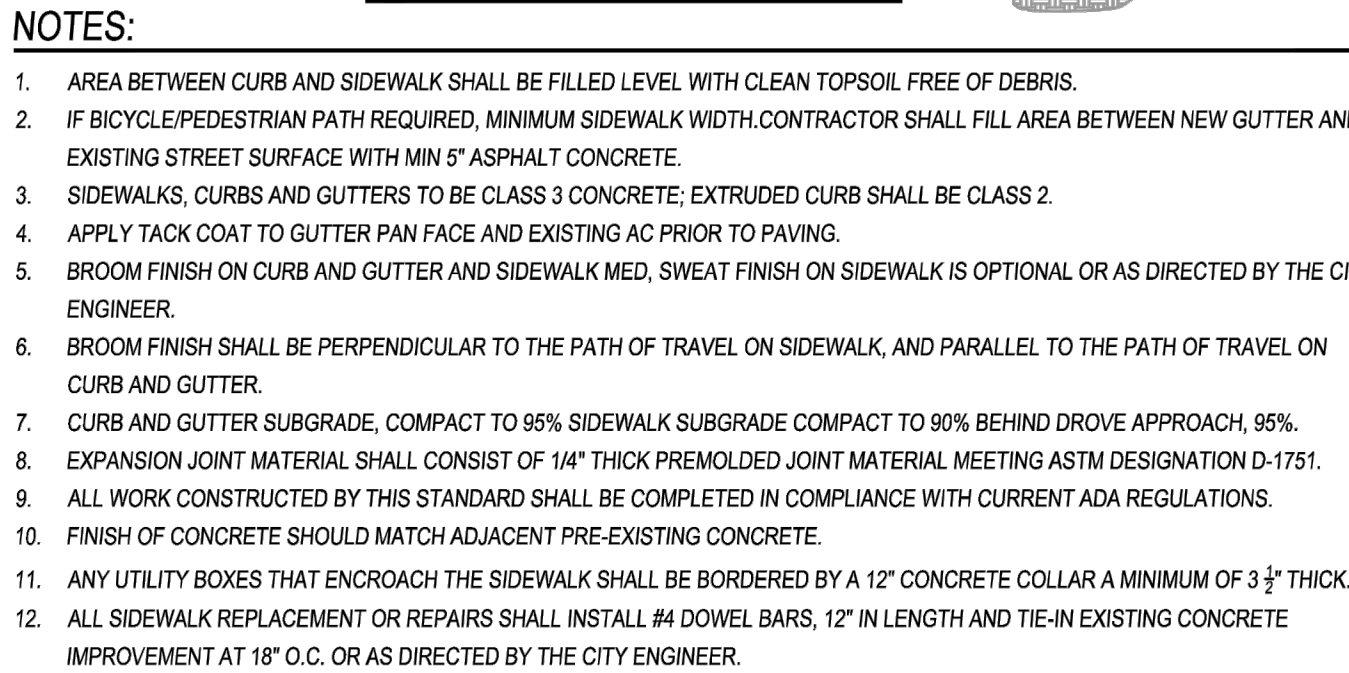 NOTES:
1. AREA BETWEEN CURB AND SIDEWALK SHALL BE FILLED LEVEL WITH CLEAN TOPSOIL FREE OF DEBRIS.
2. IF BICYCLE/PEDESTRIAN PATH REQUIRED, MINIMUM SIDEWALK WIDTH.CONTRACTOR SHALL FILL AREA BETWEEN NEW GUTTER AN
EXISTING STREET SURFACE WITH MIN 5" ASPHALT CONCRETE.
3. SIDEWALKS, CURBS AND GUTTERS TO BE CLASS 3 CONCRETE; EXTRUDED CURB SHALL BE CLASS 2.
4. APPLY TACK COAT TO GUTTER PAN FACE AND EXISTING AC PRIOR TO PAVING.
5. BROOM FINISH ON CURB AND GUTTER AND SIDEWALK MED, SWEAT FINISH ON SIDEWALK IS OPTIONAL OR AS DIRECTED BY THE CI
ENGINEER.
6. BROOM FINISH SHALL BE PERPENDICULAR TO THE PATH OF TRAVEL ON SIDEWALK, AND PARALLEL TO THE PATH OF TRAVEL ON
CURB AND GUTTER.
7. CURB AND GUTTER SUBGRADE, COMPACT TO 95% SIDEWALK SUBGRADE COMPACT TO 90% BEHIND DROVE APPROACH, 95%.
8. EXPANSION JOINT MATERIAL SHALL CONSIST OF 1/4" THICK PREMOLDED JOINT MATERIAL MEETING ASTM DESIGNATION D-1751.
9. ALL WORK CONSTRUCTED BY THIS STANDARD SHALL BE COMPLETED IN COMPLIANCE WITH CURRENT ADA REGULATIONS.
10. FINISH OF CONCRETE SHOULD MATCH ADJACENT PRE-EXISTING CONCRETE.
11. ANY UTILITY BOXES THAT ENCROACH THE SIDEWALK SHALL BE BORDERED BY A 12" CONCRETE COLLAR A MINIMUM OF 3 ½" THICK.
12. ALL SIDEWALK REPLACEMENT OR REPAIRS SHALL INSTALL #4 DOWEL BARS, 12" IN LENGTH AND TIE-IN EXISTING CONCRETE
IMPROVEMENT AT 18" O.C. OR AS DIRECTED BY THE CITY ENGINEER.